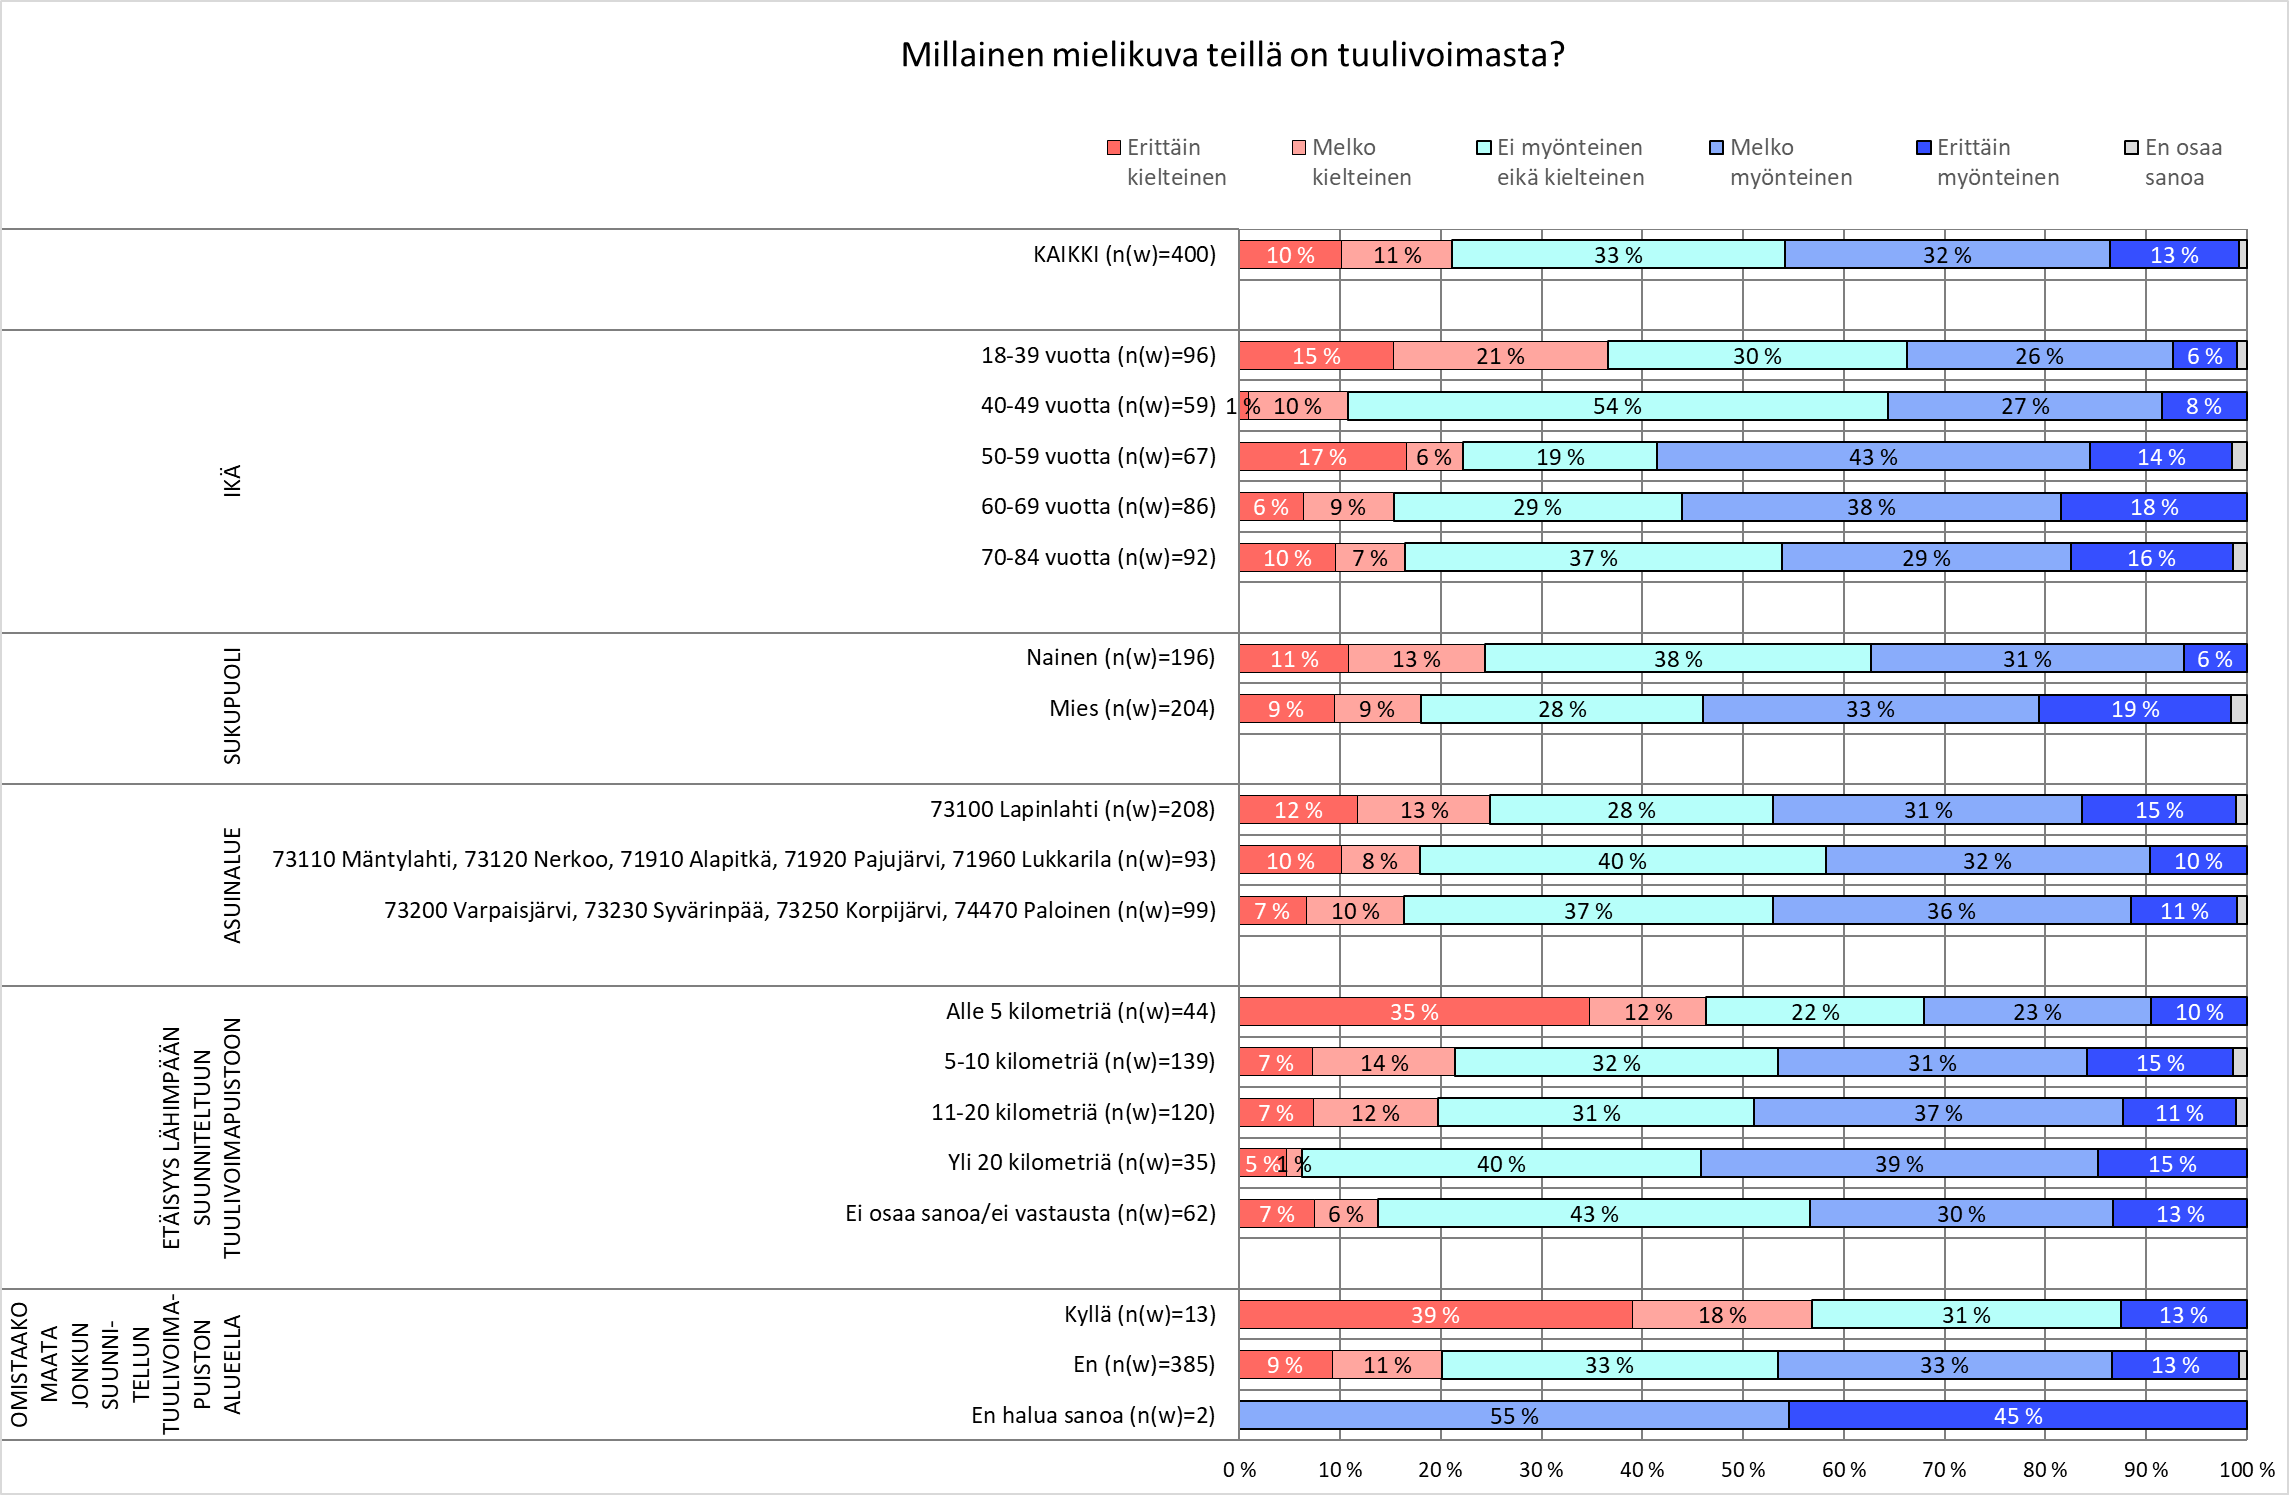 Millainen mielikuva teillä on tuulivoimasta?
Erittäin kielteinen
Melko kielteinen
Ei myönteinen eikä kielteinen
Melko myönteinen
Erittäin myönteinen
En osaa sanoa
KAIKKI (n(w)=400) 10 % 11 % 33 % 32 % 13 %
IKÄ
18-39 vuotta (n(w)=96) 15 % 21 % 30 % 26 % 6 %
40-49 vuotta (n(w)=59) 1 % 10 % 54 % 27 % 8 %
50-59 vuotta (n(w)=67) 17 % 6 % 19 % 43 % 14 %
60-69 vuotta (n(w)=86) 6 % 9 % 29 % 38 % 18 %
70-84 vuotta (n(w)=92) 10 % 7 % 37 % 29 % 16 %
SUKUPUOLI
Nainen (n(w)=196) 11 % 13 % 38 % 31 % 6 %
Mies (n(w)=204) 9 % 9 % 28 % 33 % 19 %
ASUINALUE
73100 Lapinlahti (n(w)=208) 12 % 13 % 28 % 31 % 15 %
73110 Mäntylahti, 73120 Nerkoo, 71910 Alapitkä, 71920 Pajujärvi, 71960 Lukkarila (n(w)=93) 10 % 8 % 40 % 32 % 10 %
73200 Varpaisjärvi, 73230 Syvärinpää, 73250 Korpijärvi, 74470 Paloinen (n(w)=99) 7 % 10 % 37 % 36 % 11 %
ETÄISYYS LÄHIMPÄÄN
SUUNNITELTUUN
TUULIVOIMAPUISTOON
Alle 5 kilometriä (n(w)=44) 35 % 12 % 22 % 23 % 10 %
5-10 kilometriä (n(w)=139) 7 % 14 % 32 % 31 % 15 %
11-20 kilometriä (n(w)=120) 7 % 12 % 31 % 37 % 11 %
Yli 20 kilometriä (n(w)=35) 5 % 1 % 40 % 39 % 15 %
Ei osaa sanoa/ei vastausta (n(w)=62) 7 % 6 % 43 % 30 % 13 %
OMISTAAKO
MAATA
JONKUN
SUUNNI-
TELLUN
TUULIVOIMA-
PUISTON
ALUEELLA
Kyllä (n(w)=13) 39 % 18 % 31 % 13 %
En (n(w)=385) 9 % 11 % 33 % 33 % 13 %
En halua sanoa (n(w)=2) 55 % 45 %
0 % 10 % 20 % 30 % 40 % 50 % 60 % 70 % 80 % 90 % 100 %